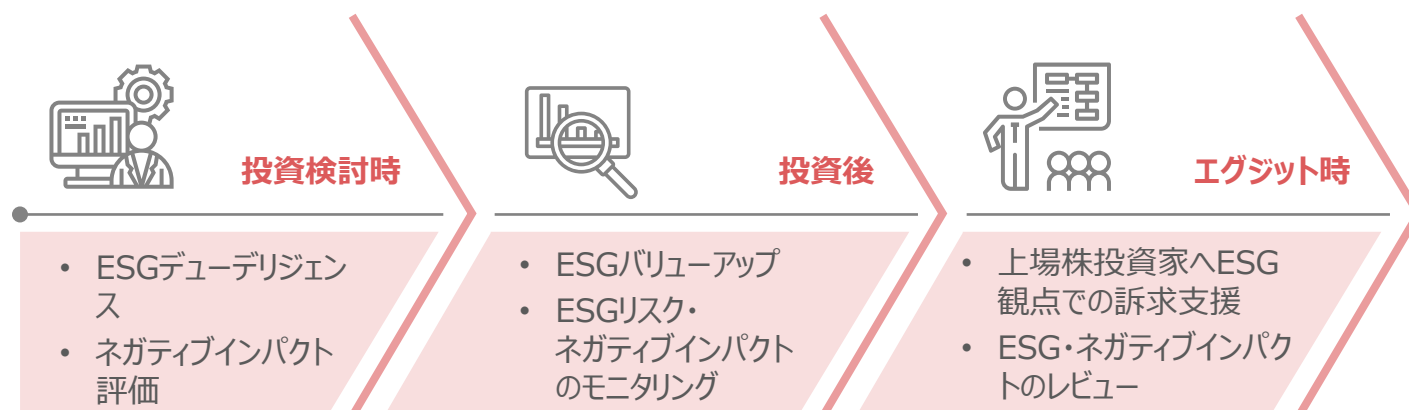 投資検討時
• ESGデューデリジェン
ス
• ネガティブインパクト
評価
投資後
• ESGバリューアップ
• ESGリスク・
ネガティブインパクト
のモニタリング
エグジット時
• 上場株投資家へESG
観点での訴求支援
• ESG・ネガティブインパク
トのレビュー